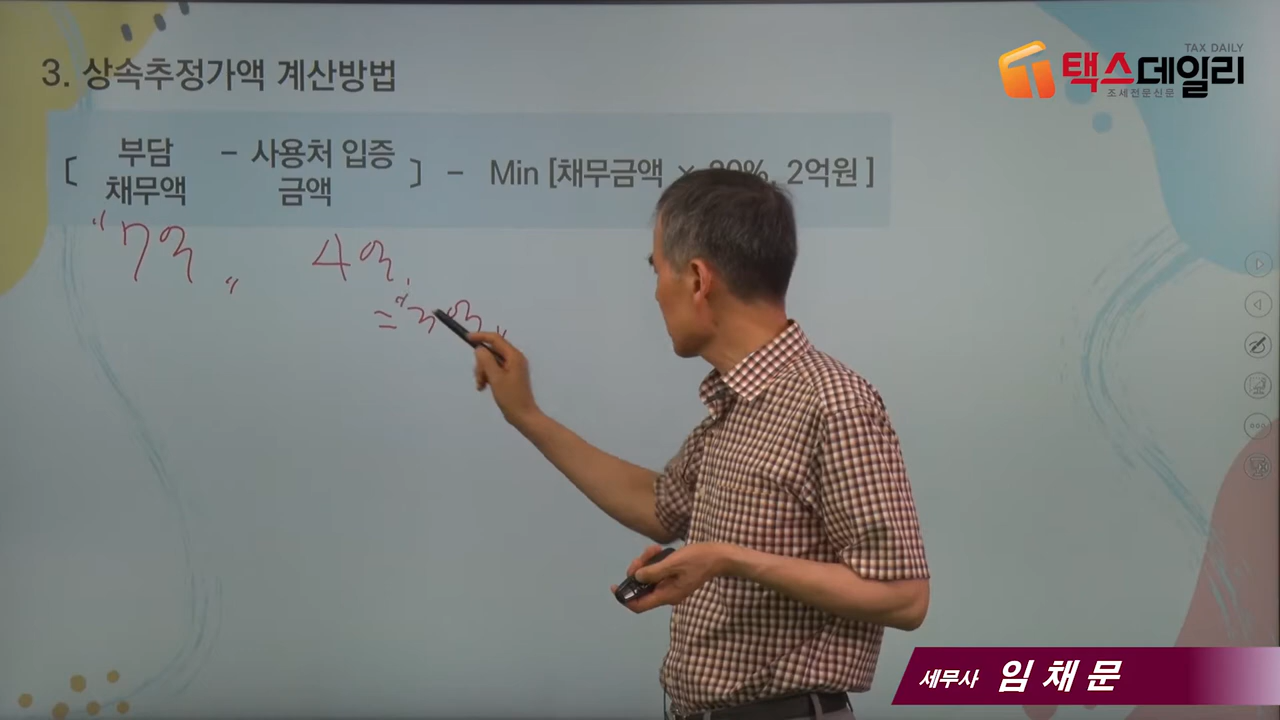 3. 상속추정가액 계산방법
TAX DAILY
택스데일리
조세전문신문
[ 부담 - 사용처 입증 ] - Min [채무금액 × 20%, 2억원 ]
채무액 금액
"7억" 4억
= "3억"
세무사 임채문